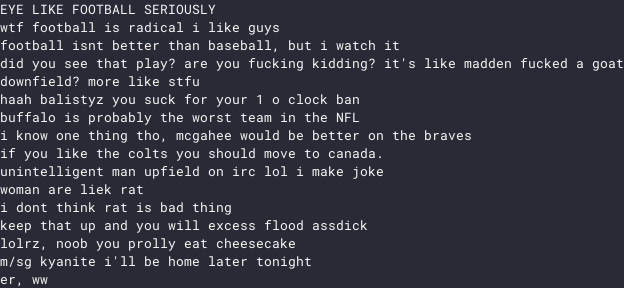 EYE LIKE FOOTBALL SERIOUSLY
wtf football is radical i like guys
football isnt better than baseball, but i watch it
did you see that play? are you fucking kidding? it's like madden fucked a goat
downfield? more like stfu
haah balistyz you suck for your 1 o clock ban
buffalo is probably the worst team in the NFL
i know one thing tho, mcgahee would be better on the braves
if you like the colts you should move to canada.
unintelligent man upfield on irc lol i make joke
woman are liek rat
i dont think rat is bad thing
keep that up and you will excess flood assdick
lolrz, noob you prolly eat cheesecake
m/sg kyanite i'll be home later tonight
er, ww